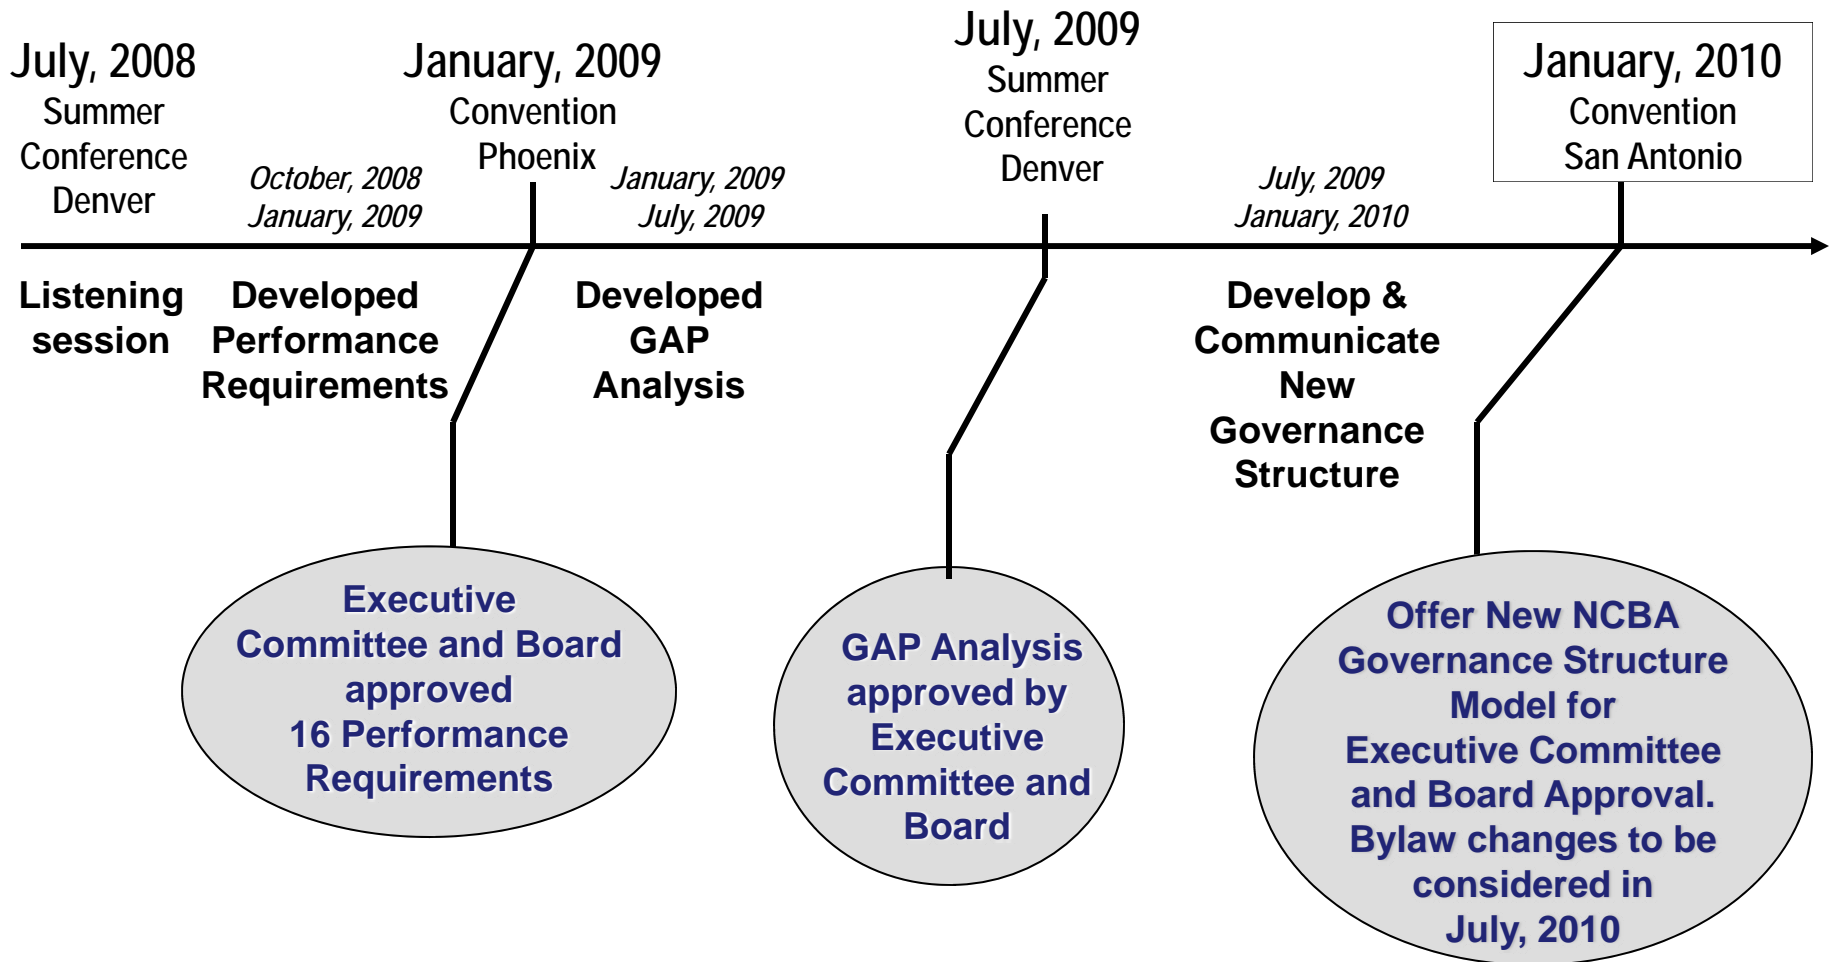 July, 2008
Summer
Conference
Denver
October, 2008
January, 2009
January, 2009
Convention
Phoenix
January, 2009
July, 2009
July, 2009
Summer
Conference
Denver
July, 2009
January, 2010
January, 2010
Convention
San Antonio
Listening
session
Developed
Performance
Requirements
Developed
GAP
Analysis
Develop &
Communicate
New
Governance
Structure
Executive
Committee and Board
approved
16 Performance
Requirements
GAP Analysis
approved by
Executive
Committee and
Board
Offer New NCBA
Governance Structure
Model for
Executive Committee
and Board Approval.
Bylaw changes to be
considered in
July, 2010